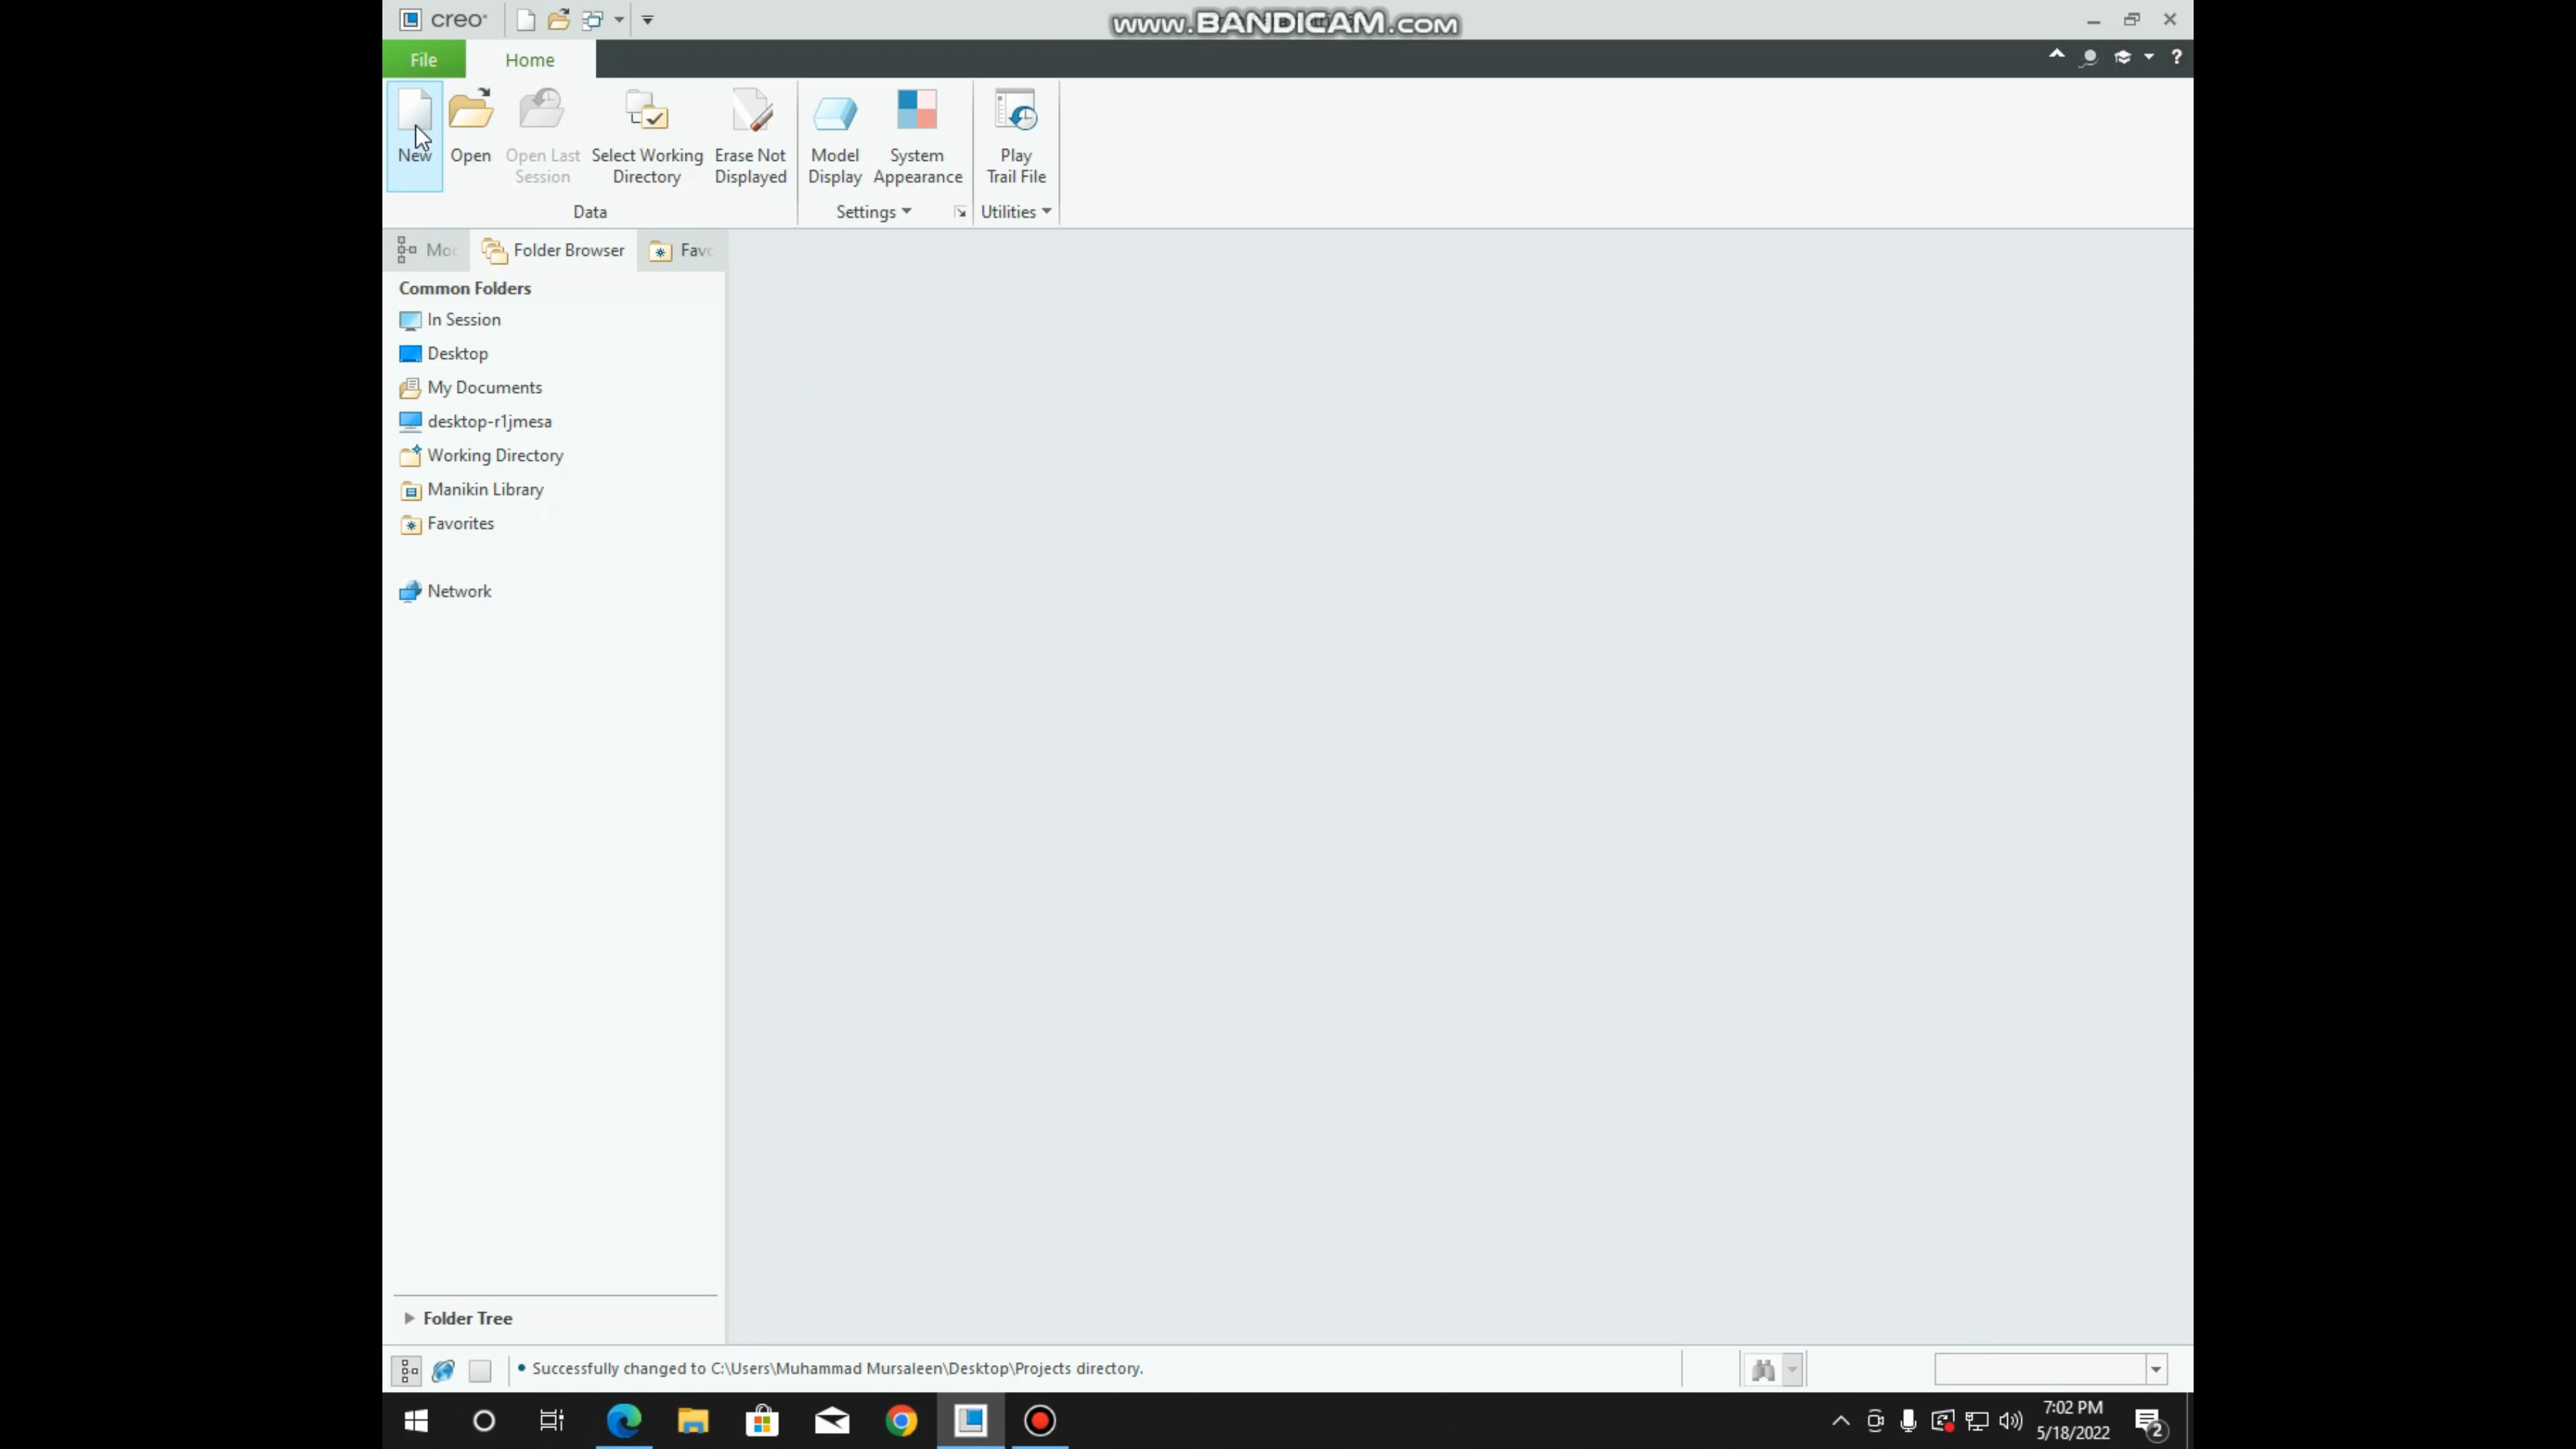 creo
www.BANDICAM.com
File
Home
New
Open
Open Last
Session
Select Working
Directory
Erase Not
Displayed
Model
Display
System
Appearance
Play
Trail File
Data
Settings
Utilities
Folder Browser
Common Folders
In Session
Desktop
My Documents
desktop-r1jmesa
Working Directory
Manikin Library
Favorites
Network
Folder Tree
• Successfully changed to C:\Users\Muhammad Mursaleen\Desktop\Projects directory.
7:02 PM
5/18/2022
2